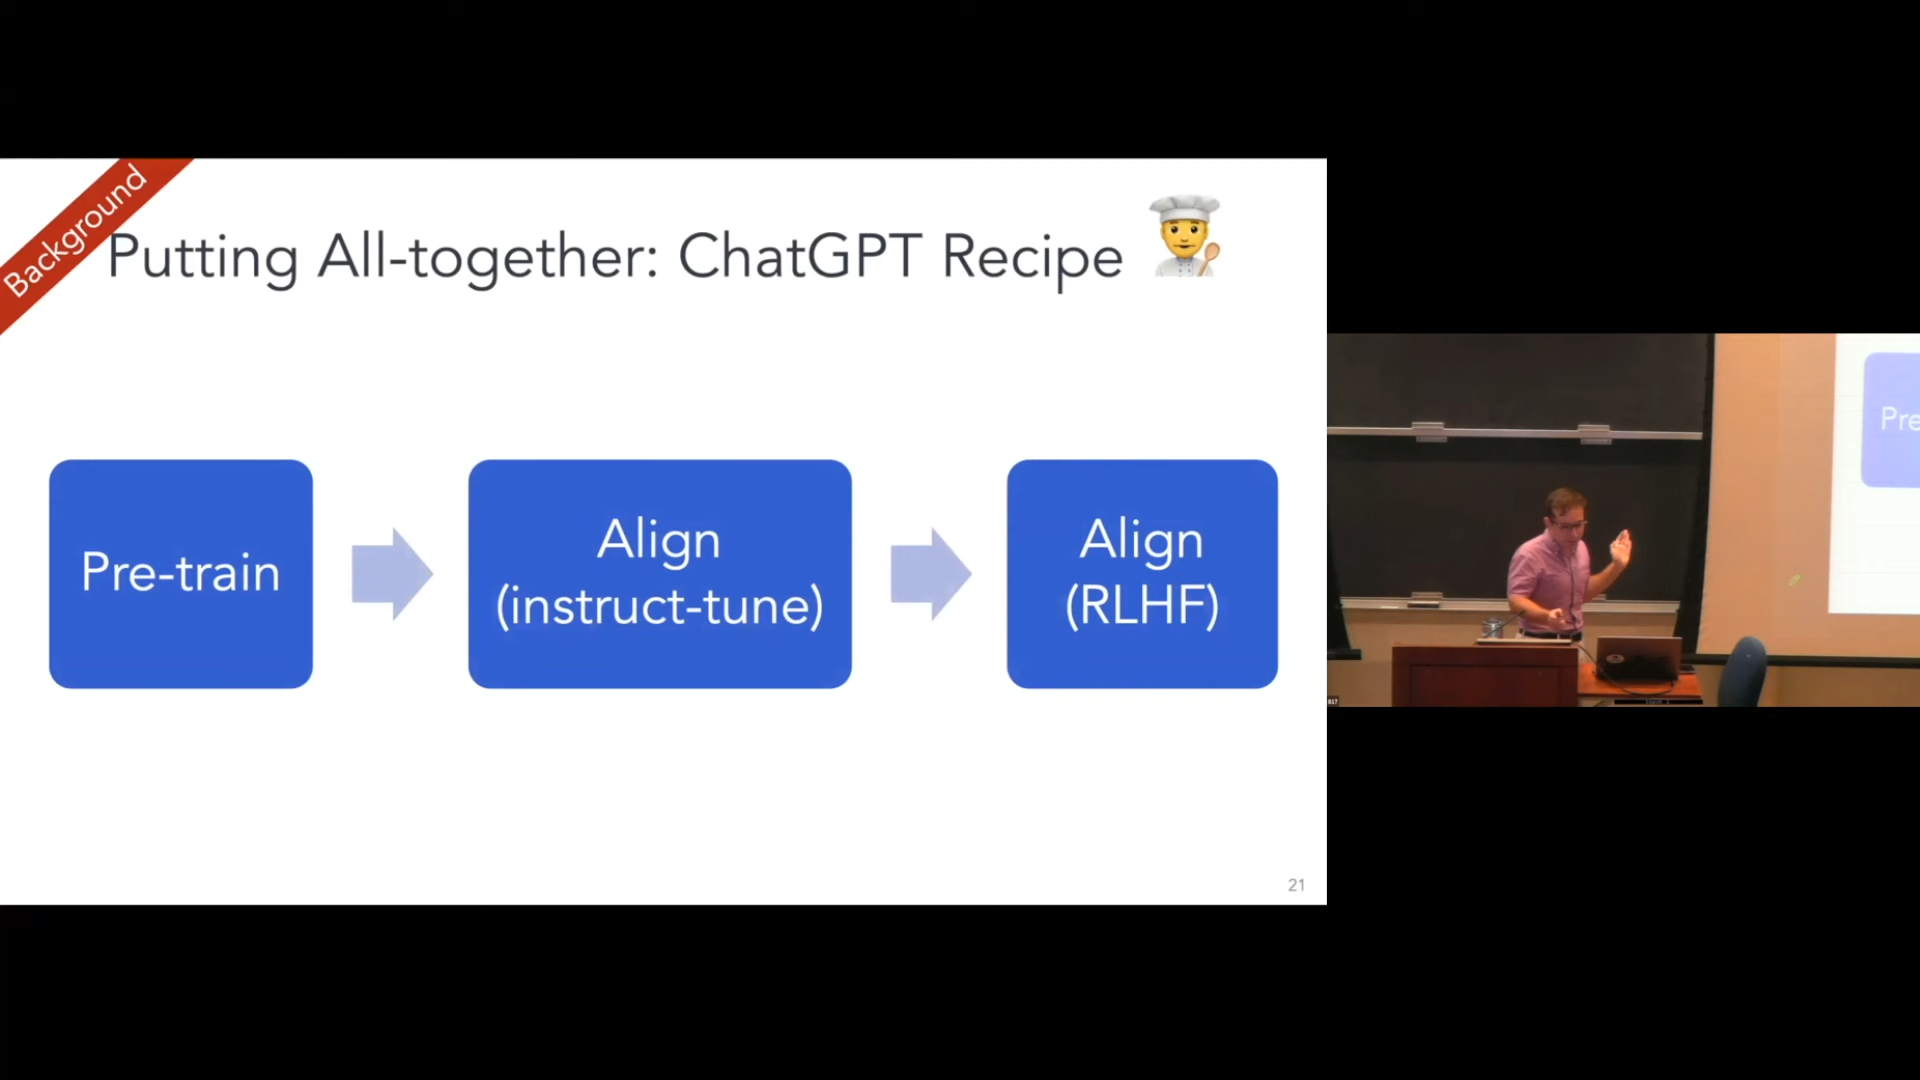 Background
Putting All-together: ChatGPT Recipe
Pre-train
Align
(instruct-tune)
Align
(RLHF)
21
Pre